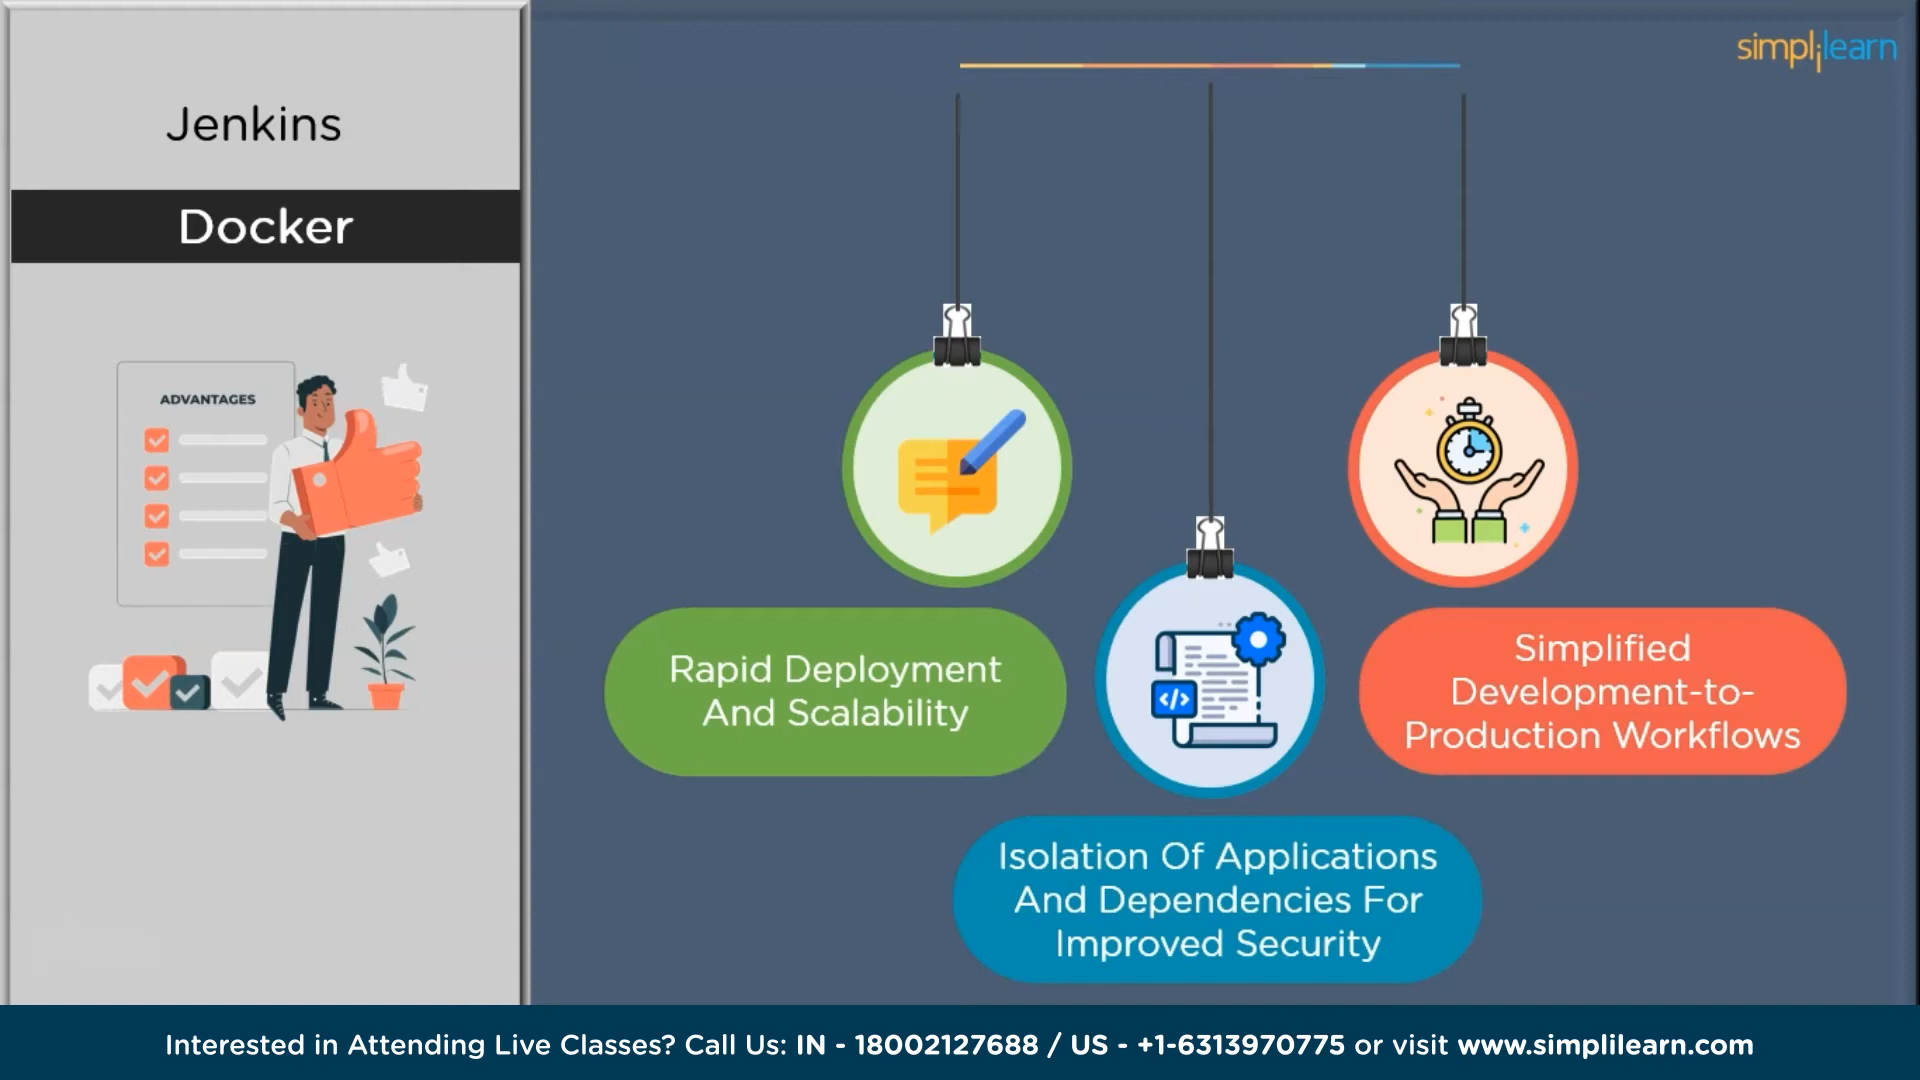 simplilearn
Jenkins
Docker
ADVANTAGES
Rapid Deployment
And Scalability
Isolation Of Applications
And Dependencies For
Improved Security
Simplified
Development-to-
Production Workflows
</>
Interested in Attending Live Classes? Call Us: IN - 18002127688 / US - +1-6313970775 or visit www.simplilearn.com